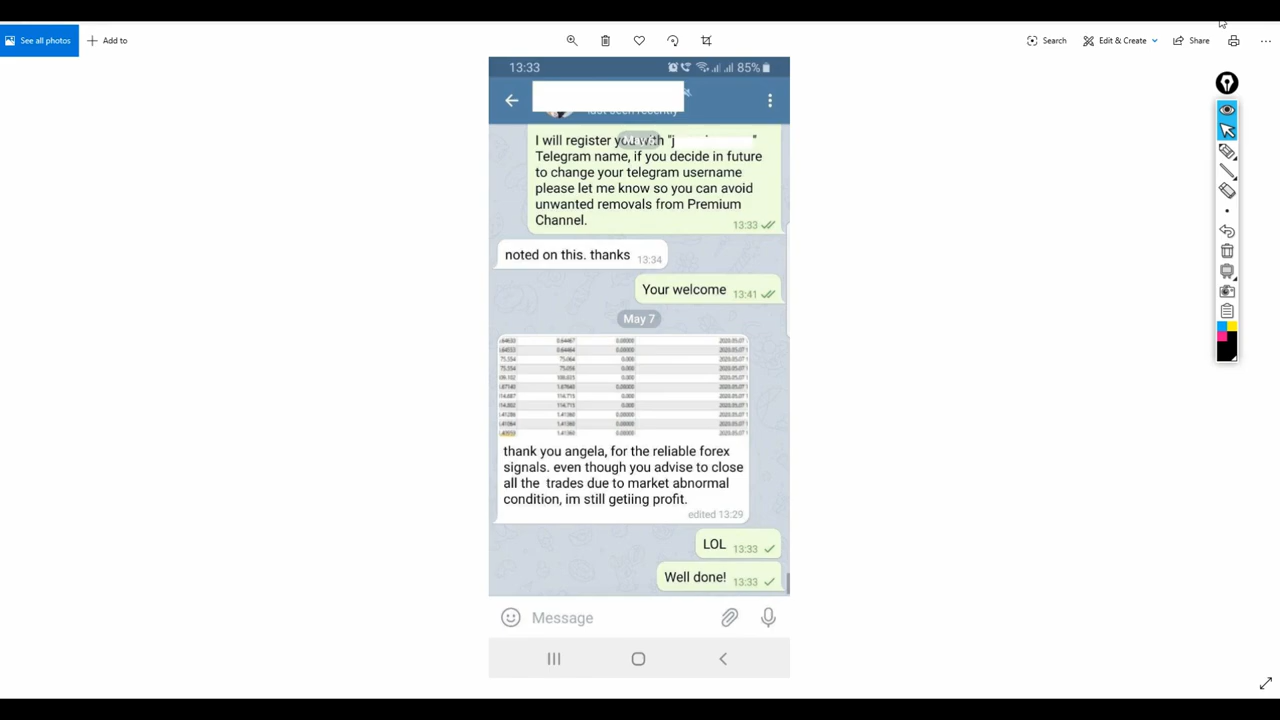 See all photos
Add to
Search
Edit & Create
Share
13:33
85%
last seen recently
I will register you with "j "
Telegram name, if you decide in future
to change your telegram username
please let me know so you can avoid
unwanted removals from Premium
Channel.
13:33
noted on this. thanks
13:34
Your welcome
13:41
May 7
thank you angela, for the reliable forex
signals. even though you advise to close
all the trades due to market abnormal
condition, im still getiing profit.
edited 13:29
LOL
13:33
Well done!
13:33
Message